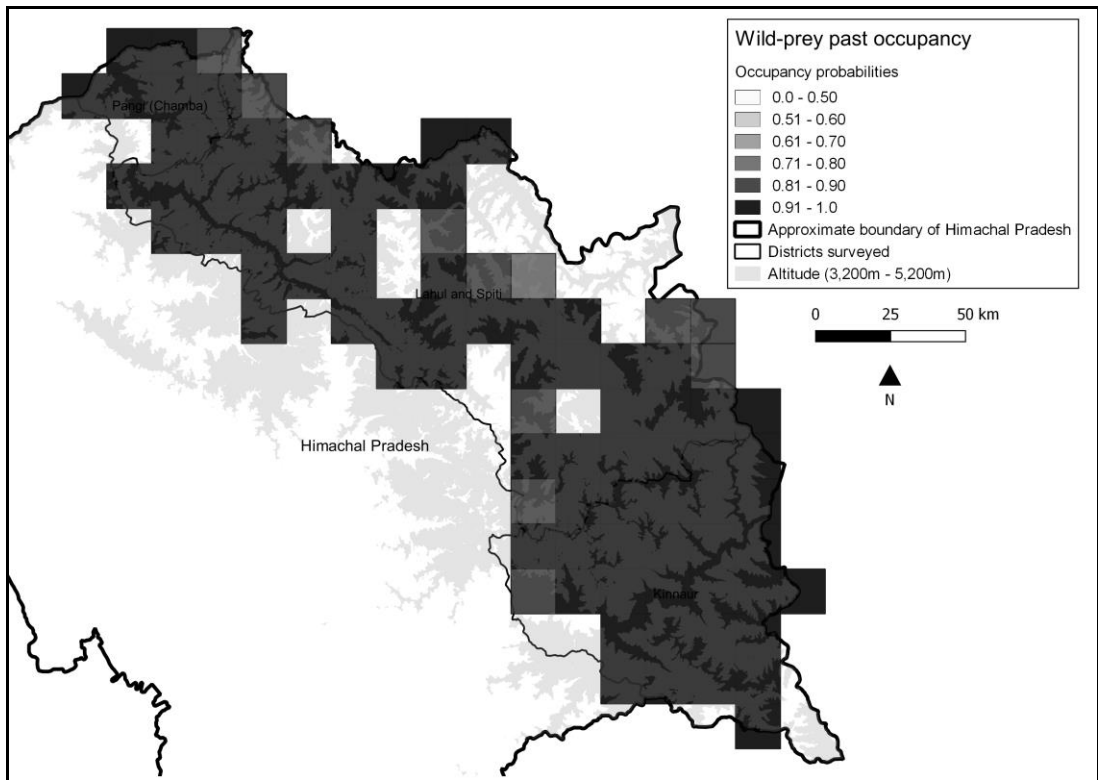 Wild-prey past occupancy
Occupancy probabilities
0.0 - 0.50
0.51 - 0.60
0.61 - 0.70
0.71 - 0.80
0.81 - 0.90
0.91 - 1.0
Approximate boundary of Himachal Pradesh
Districts surveyed
Altitude (3,200m - 5,200m)
0 25 50 km
N
Pangi (Chamba)
Lahul and Spiti
Himachal Pradesh
Kinnaur